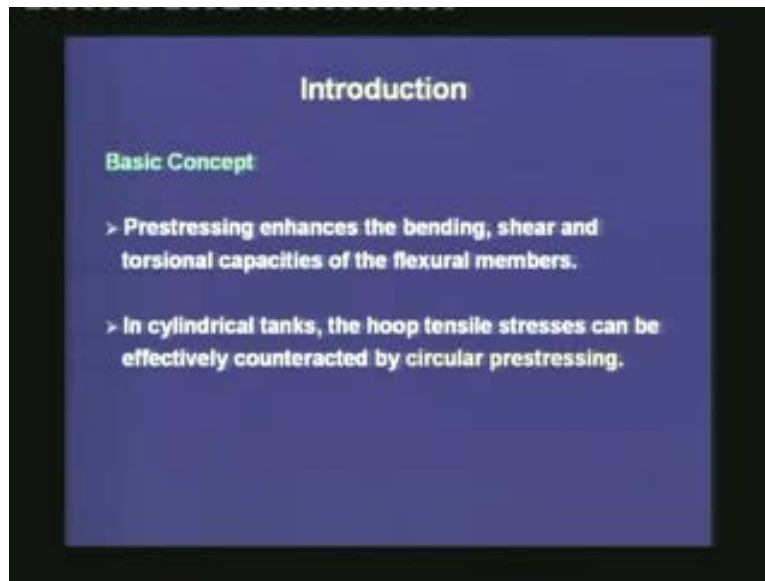 Introduction
Basic Concept
> Prestressing enhances the bending, shear and
torsional capacities of the flexural members.
> In cylindrical tanks, the hoop tensile stresses can be
effectively counteracted by circular prestressing.